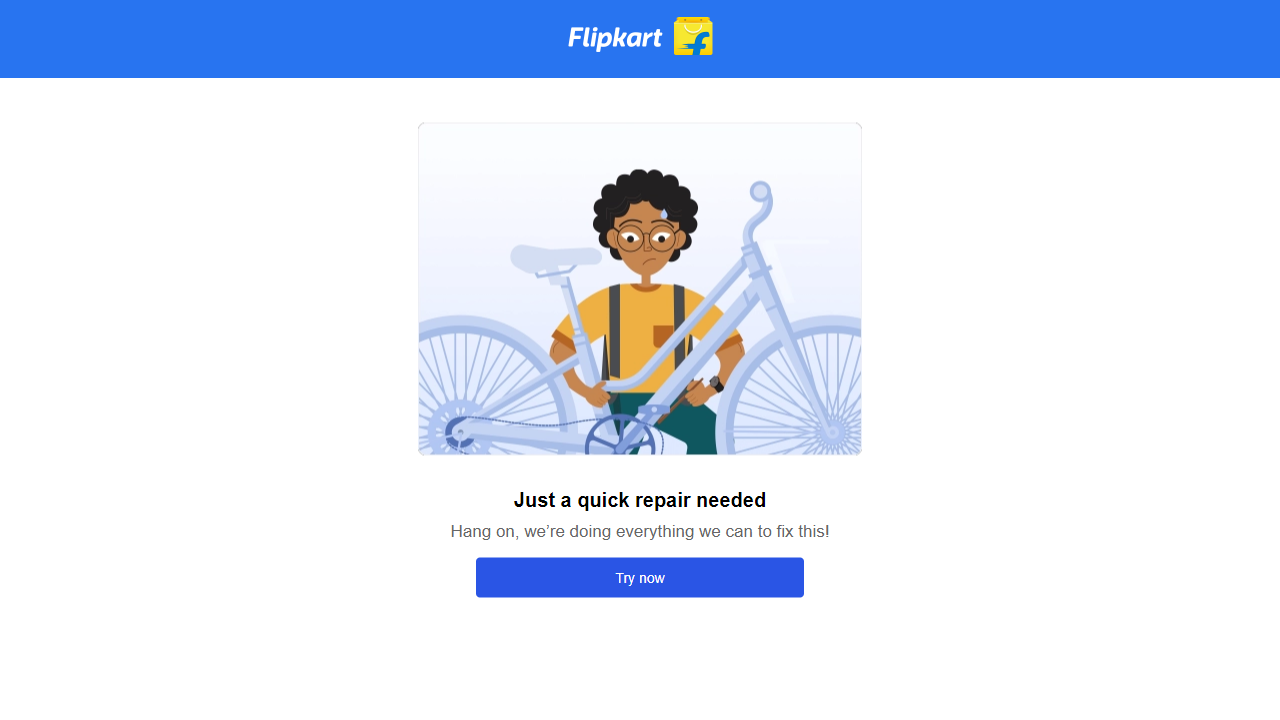 Flipkart
Just a quick repair needed
Hang on, we’re doing everything we can to fix this!
Try now